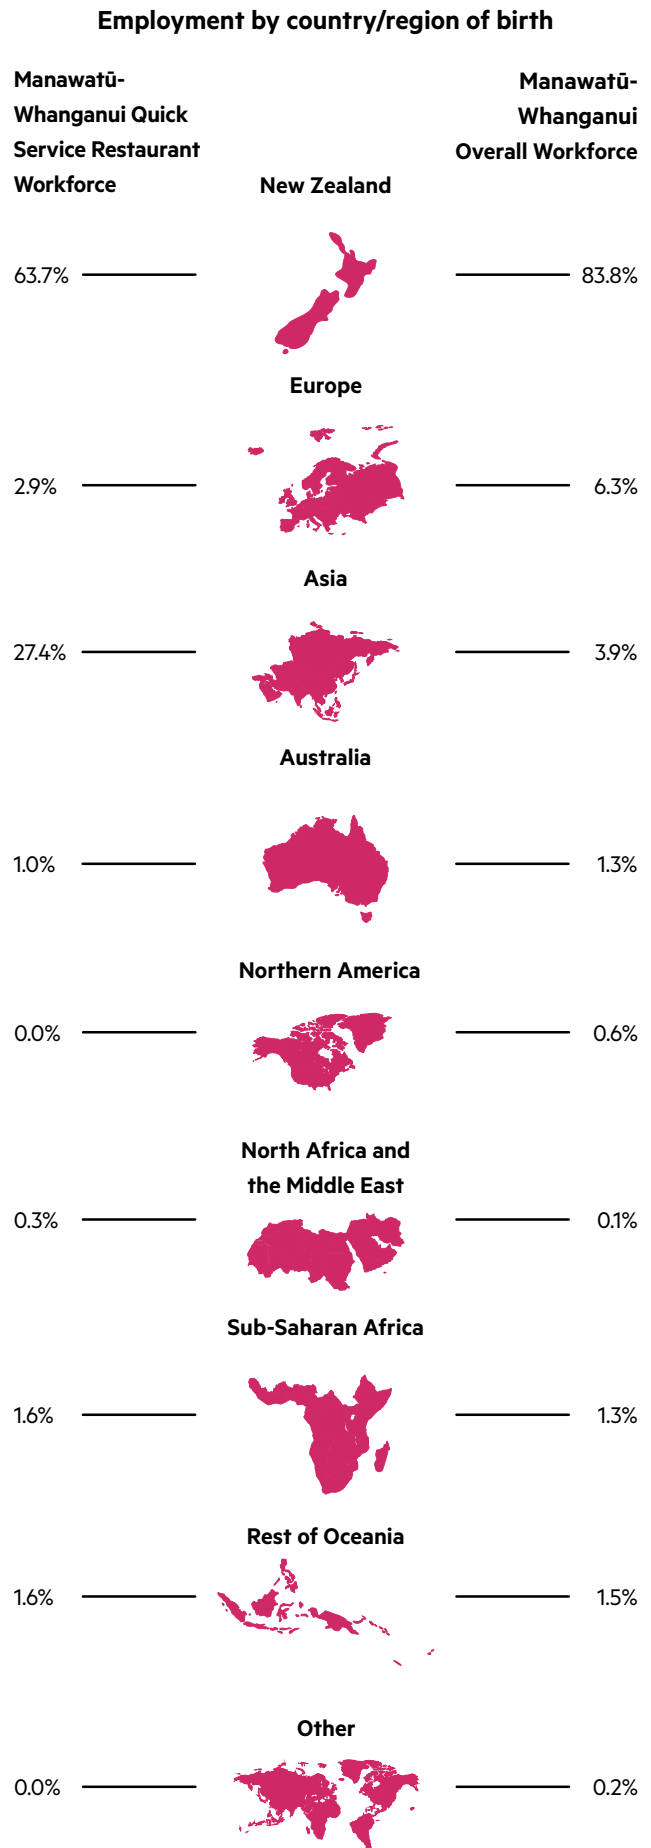 Employment by country/region of birth
Manawatū-
Whanganui Quick
Service Restaurant
Workforce
Manawatū-
Whanganui
Overall Workforce
New Zealand
63.7%
83.8%
Europe
2.9%
6.3%
Asia
27.4%
3.9%
Australia
1.0%
1.3%
Northern America
0.0%
0.6%
North Africa and
the Middle East
0.3%
0.1%
Sub-Saharan Africa
1.6%
1.3%
Rest of Oceania
1.6%
1.5%
Other
0.0%
0.2%